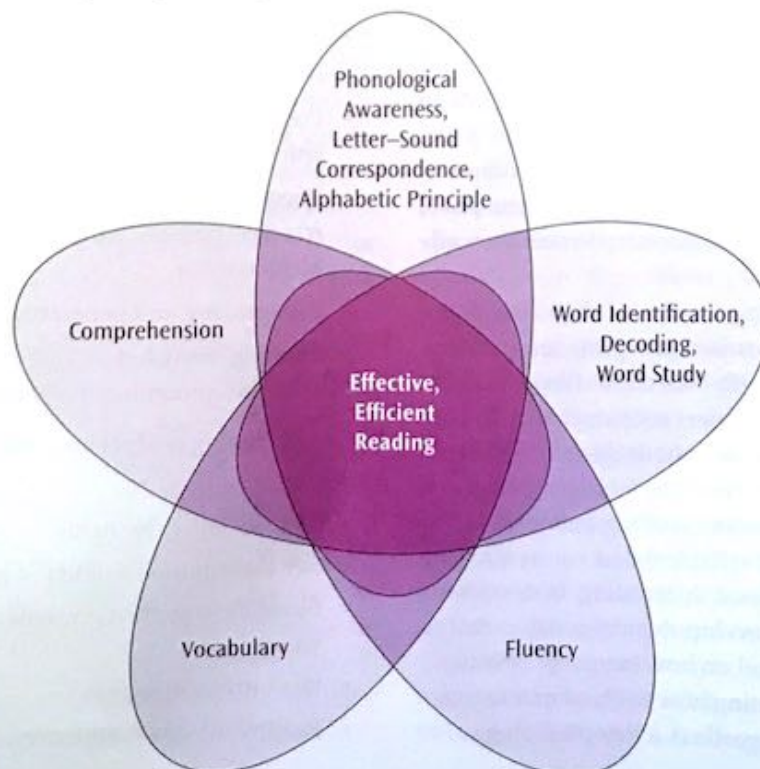 Phonological
Awareness,
Letter–Sound
Correspondence,
Alphabetic Principle
Comprehension
Word Identification,
Decoding,
Word Study
Effective,
Efficient
Reading
Vocabulary
Fluency